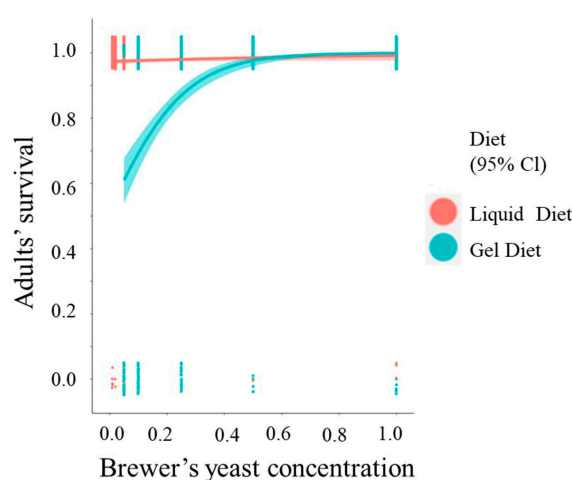 1.0
0.8
0.6
0.4
0.2
0.0
Adults’ survival
0.0 0.2 0.4 0.6 0.8 1.0
Brewer’s yeast concentration
Diet
(95% Cl)
Liquid Diet
Gel Diet